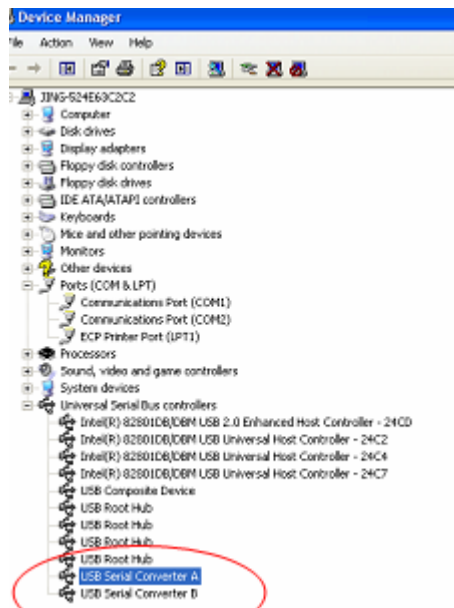 Device Manager
File Action View Help
JING-524E63C2C2
Computer
Disk drives
Display adapters
Floppy disk controllers
Floppy disk drives
IDE ATA/ATAPI controllers
Keyboards
Mice and other pointing devices
Monitors
Other devices
Ports (COM & LPT)
Communications Port (COM1)
Communications Port (COM2)
ECP Printer Port (LPT1)
Processors
Sound, video and game controllers
System devices
Universal Serial Bus controllers
Intel(R) 82801DB/DBM USB 2.0 Enhanced Host Controller - 24CD
Intel(R) 82801DB/DBM USB Universal Host Controller - 24C2
Intel(R) 82801DB/DBM USB Universal Host Controller - 24C4
Intel(R) 82801DB/DBM USB Universal Host Controller - 24C7
USB Composite Device
USB Root Hub
USB Root Hub
USB Root Hub
USB Root Hub
USB Serial Converter A
USB Serial Converter B